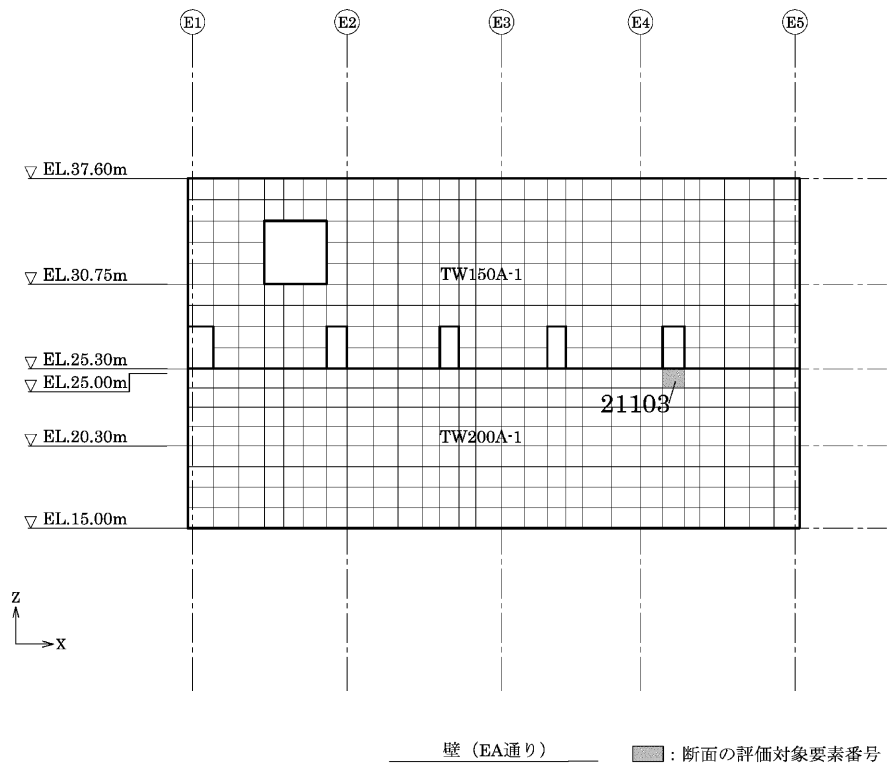 E1 E2 E3 E4 E5
▽ EL.37.60m
▽ EL.30.75m
TW150A-1
▽ EL.25.30m
▽ EL.25.00m
21103
▽ EL.20.30m
TW200A-1
▽ EL.15.00m
Z
X
壁（EA通り）
：断面の評価対象要素番号